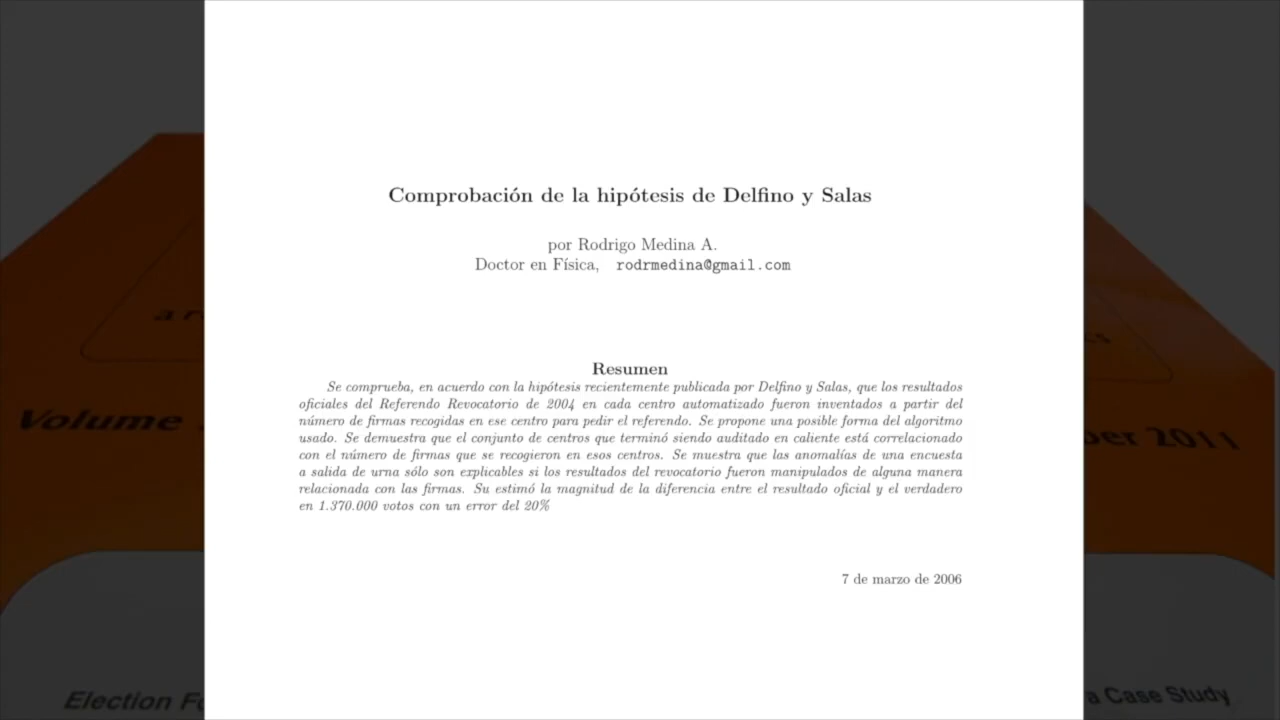 Comprobación de la hipótesis de Delfino y Salas
por Rodrigo Medina A.
Doctor en Física, rodrmedina@gmail.com
Resumen
Se comprueba, en acuerdo con la hipótesis recientemente publicada por Delfino y Salas, que los resultados
oficiales del Referendo Revocatorio de 2004 en cada centro automatizado fueron inventados a partir del
número de firmas recogidas en ese centro para pedir el referendo. Se propone una posible forma del algoritmo
usado. Se demuestra que el conjunto de centros que terminó siendo auditado en caliente está correlacionado
con el número de firmas que se recogieron en esos centros. Se muestra que las anomalías de una encuesta
a salida de urna sólo son explicables si los resultados del revocatorio fueron manipulados de alguna manera
relacionada con las firmas. Su estimó la magnitud de la diferencia entre el resultado oficial y el verdadero
en 1.370.000 votos con un error del 20%
7 de marzo de 2006
Volume
2011
Election
a Case Study